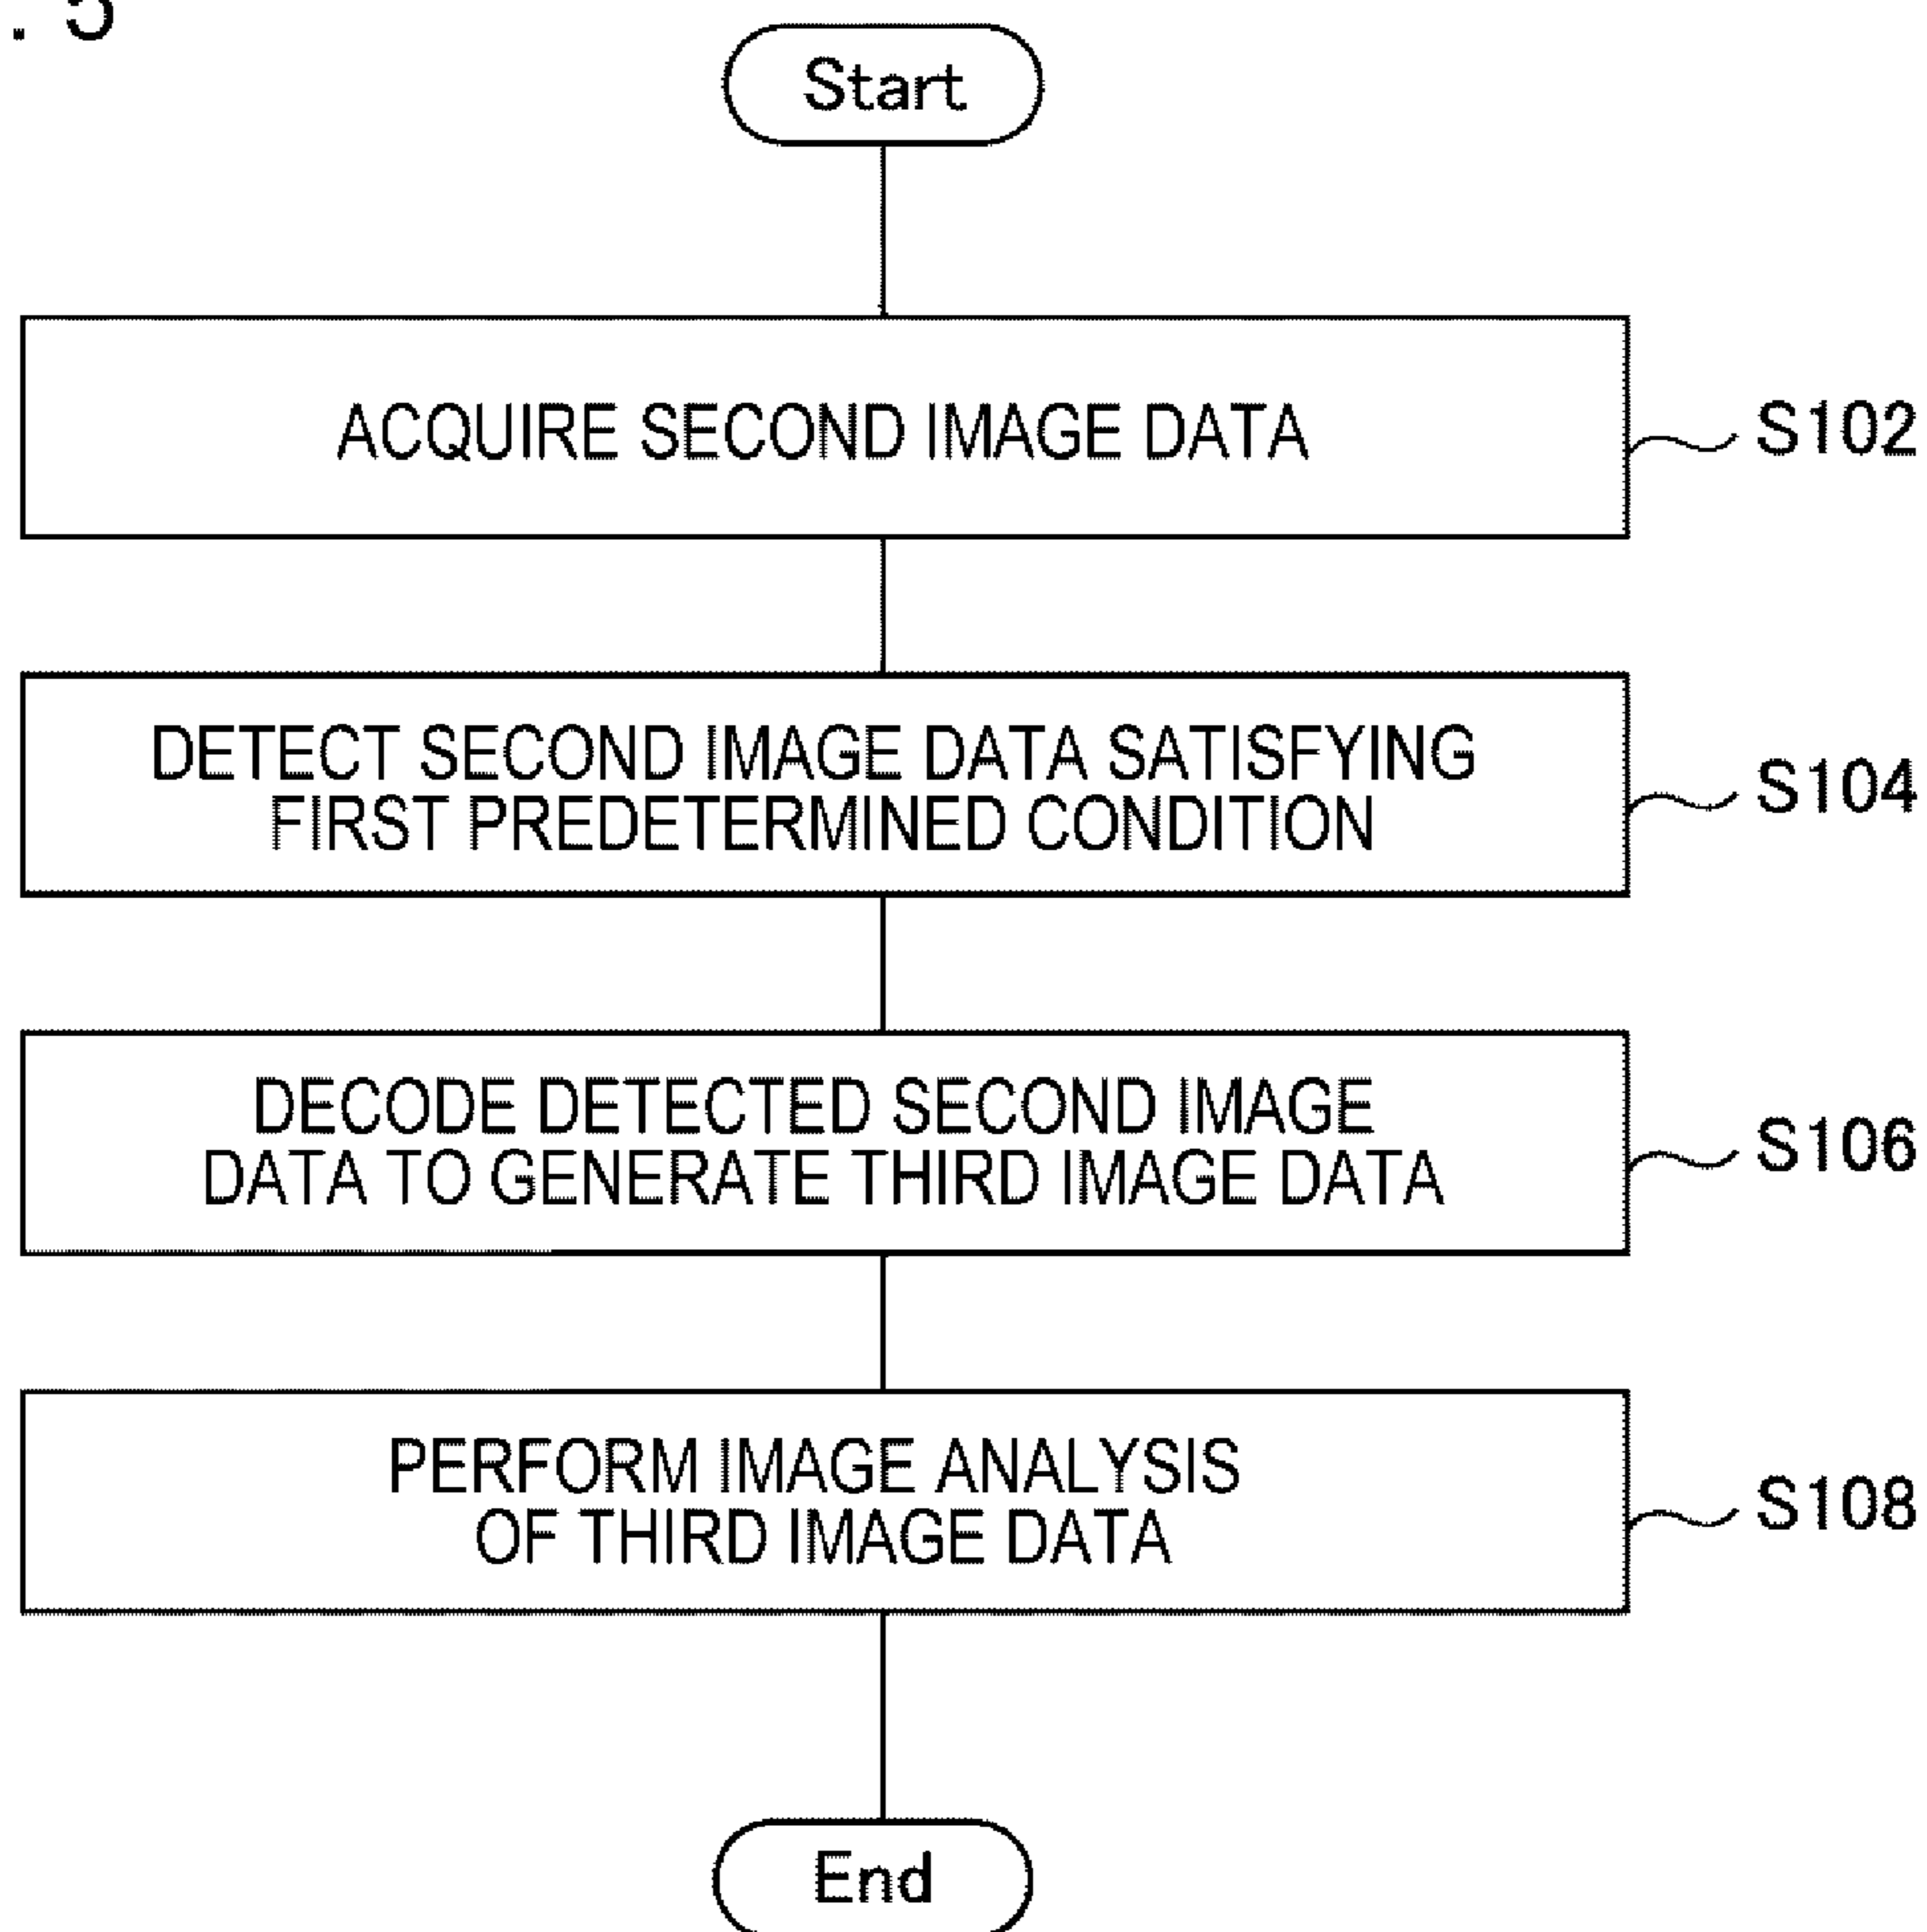 . 5
Start
ACQUIRE SECOND IMAGE DATA
S102
DETECT SECOND IMAGE DATA SATISFYING
FIRST PREDETERMINED CONDITION
S104
DECODE DETECTED SECOND IMAGE
DATA TO GENERATE THIRD IMAGE DATA
S106
PERFORM IMAGE ANALYSIS
OF THIRD IMAGE DATA
S108
End